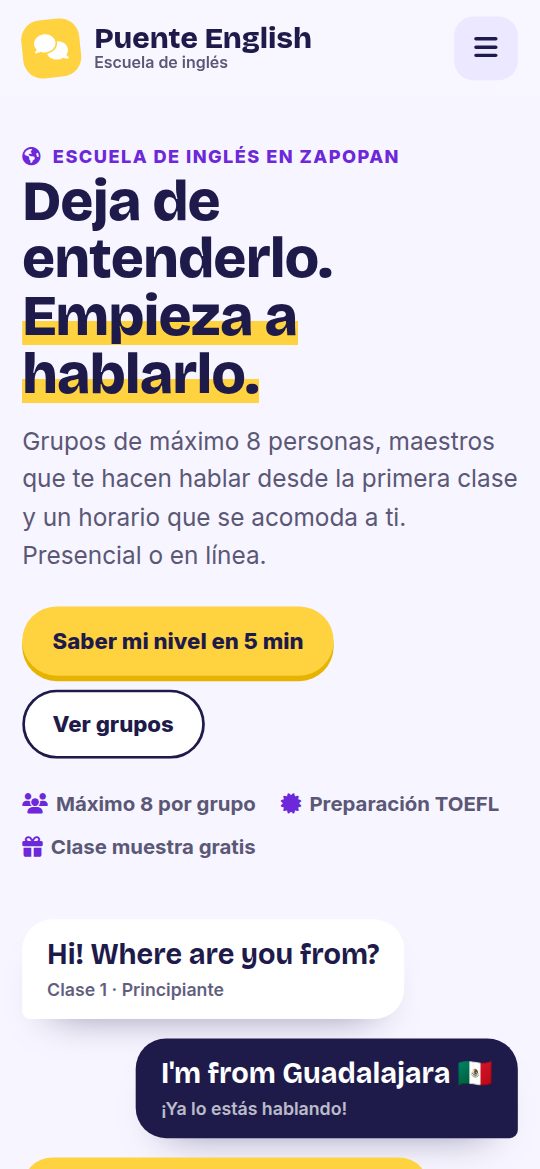 Puente English
Escuela de inglés
ESCUELA DE INGLÉS EN ZAPOPAN
Deja de
entenderlo.
Empieza a
hablarlo.
Grupos de máximo 8 personas, maestros
que te hacen hablar desde la primera clase
y un horario que se acomoda a ti.
Presencial o en línea.
Saber mi nivel en 5 min
Ver grupos
Máximo 8 por grupo
Preparación TOEFL
Clase muestra gratis
Hi! Where are you from?
Clase 1 · Principiante
I'm from Guadalajara 🇲🇽
¡Ya lo estás hablando!